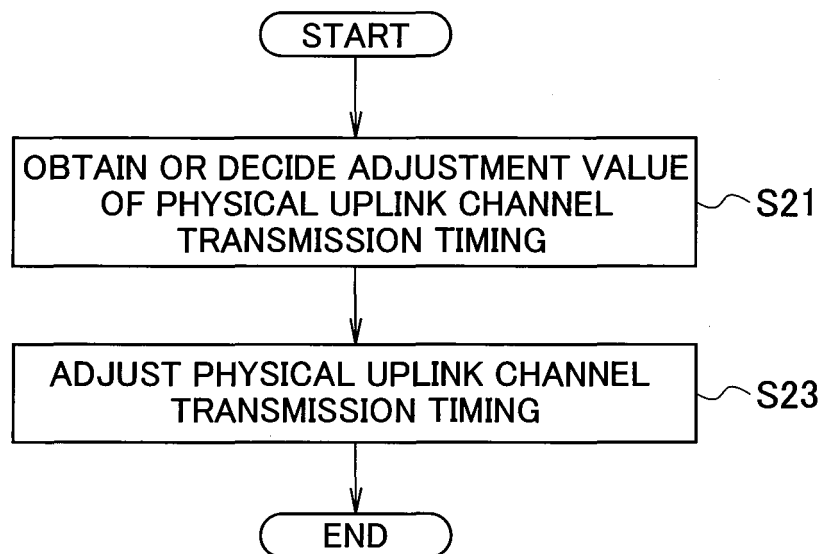 START
OBTAIN OR DECIDE ADJUSTMENT VALUE
OF PHYSICAL UPLINK CHANNEL
TRANSMISSION TIMING
S21
ADJUST PHYSICAL UPLINK CHANNEL
TRANSMISSION TIMING
S23
END